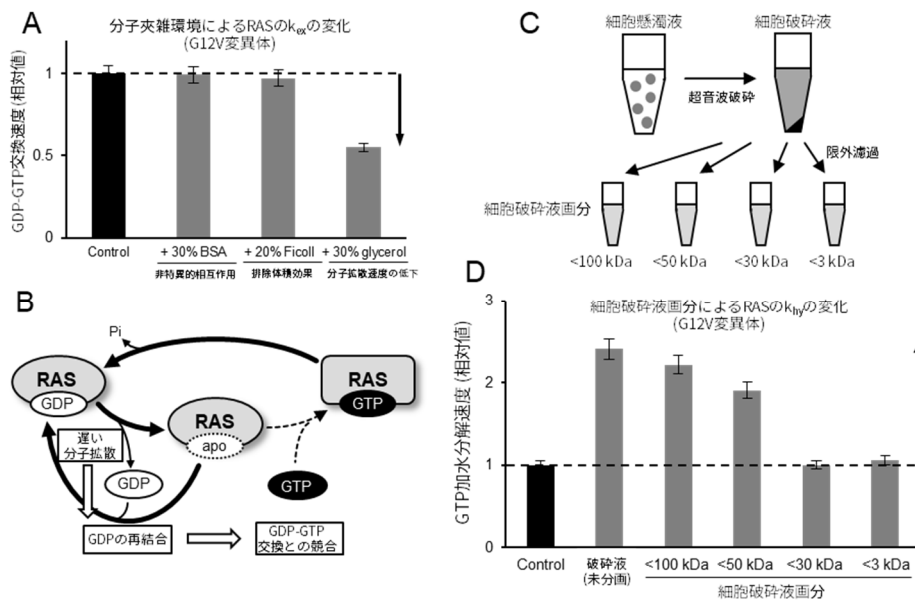 A
分子夾雑環境によるRASのkexの変化
(G12V変異体)
GDP-GTP交換速度(相対値)
1
0.5
0
Control
+ 30% BSA
+ 20% Ficoll
+ 30% glycerol
非特異的相互作用
排除体積効果
分子拡散速度の低下
B
Pi
RAS
GDP
RAS
apo
RAS
GTP
遅い
分子拡散
GDP
GTP
GDPの再結合
GDP-GTP
交換との競合
C
細胞懸濁液
細胞破砕液
超音波破砕
限外濾過
細胞破砕液画分
<100 kDa
<50 kDa
<30 kDa
<3 kDa
D
細胞破砕液画分によるRASのkhyの変化
(G12V変異体)
GTP加水分解速度 (相対値)
3
2
1
0
Control
破砕液
(未分画)
<100 kDa
<50 kDa
<30 kDa
<3 kDa
細胞破砕液画分